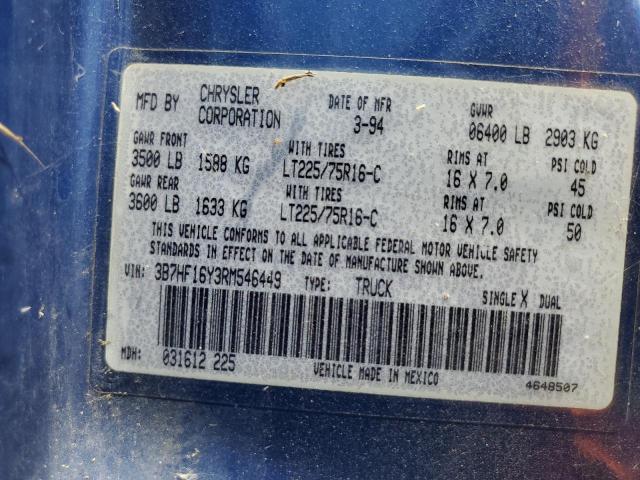 MFD BY CHRYSLER CORPORATION DATE OF MFR 3-94 GVWR 06400 LB 2903 KG
GAWR FRONT WITH TIRES RIMS AT PSI COLD
3500 LB 1588 KG LT225/75R16-C 16 X 7.0 45
GAWR REAR WITH TIRES RIMS AT PSI COLD
3600 LB 1633 KG LT225/75R16-C 16 X 7.0 50
THIS VEHICLE CONFORMS TO ALL APPLICABLE FEDERAL MOTOR VEHICLE SAFETY
STANDARDS IN EFFECT ON THE DATE OF MANUFACTURE SHOWN ABOVE.
VIN: 3B7HF16Y3RM546449 TYPE: TRUCK SINGLE X DUAL
MDH: 031612 225 VEHICLE MADE IN MEXICO 4648507